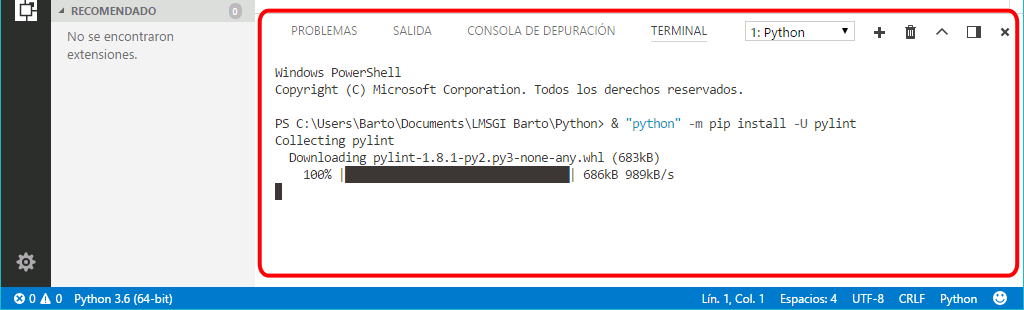 RECOMENDADO 0
No se encontraron
extensiones.
PROBLEMAS SALIDA CONSOLA DE DEPURACIÓN TERMINAL 1: Python
Windows PowerShell
Copyright (C) Microsoft Corporation. Todos los derechos reservados.
PS C:\Users\Barto\Documents\LMSGI Barto\Python> & "python" -m pip install -U pylint
Collecting pylint
Downloading pylint-1.8.1-py2.py3-none-any.whl (683kB)
100% |████████████████████████████████| 686kB 989kB/s
0 0 Python 3.6 (64-bit) Lín. 1, Col. 1 Espacios: 4 UTF-8 CRLF Python